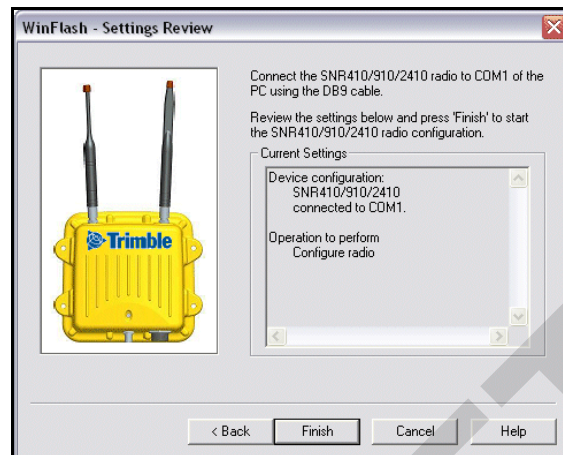 WinFlash - Settings Review
Connect the SNR410/910/2410 radio to COM1 of the
PC using the DB9 cable.
Review the settings below and press 'Finish' to start
the SNR410/910/2410 radio configuration.
Current Settings
Device configuration:
SNR410/910/2410
connected to COM1.
Operation to perform
Configure radio
Trimble
< Back
Finish
Cancel
Help